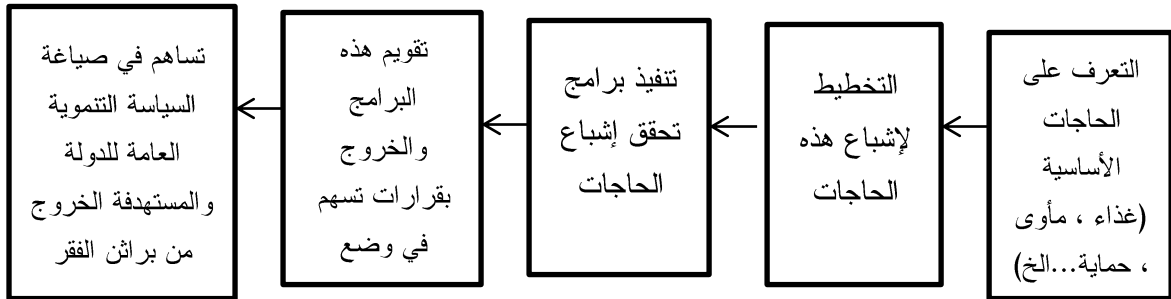 التعرف على
الحاجات
الأساسية
(غذاء ، مأوى
، حماية...الخ)
التخطيط
لإشباع هذه
الحاجات
تنفيذ برامج
تحقق إشباع
الحاجات
تقويم هذه
البرامج
والخروج
بقرارات تسهم
في وضع
تساهم في صياغة
السياسة التنموية
العامة للدولة
والمستهدفة الخروج
من براثن الفقر